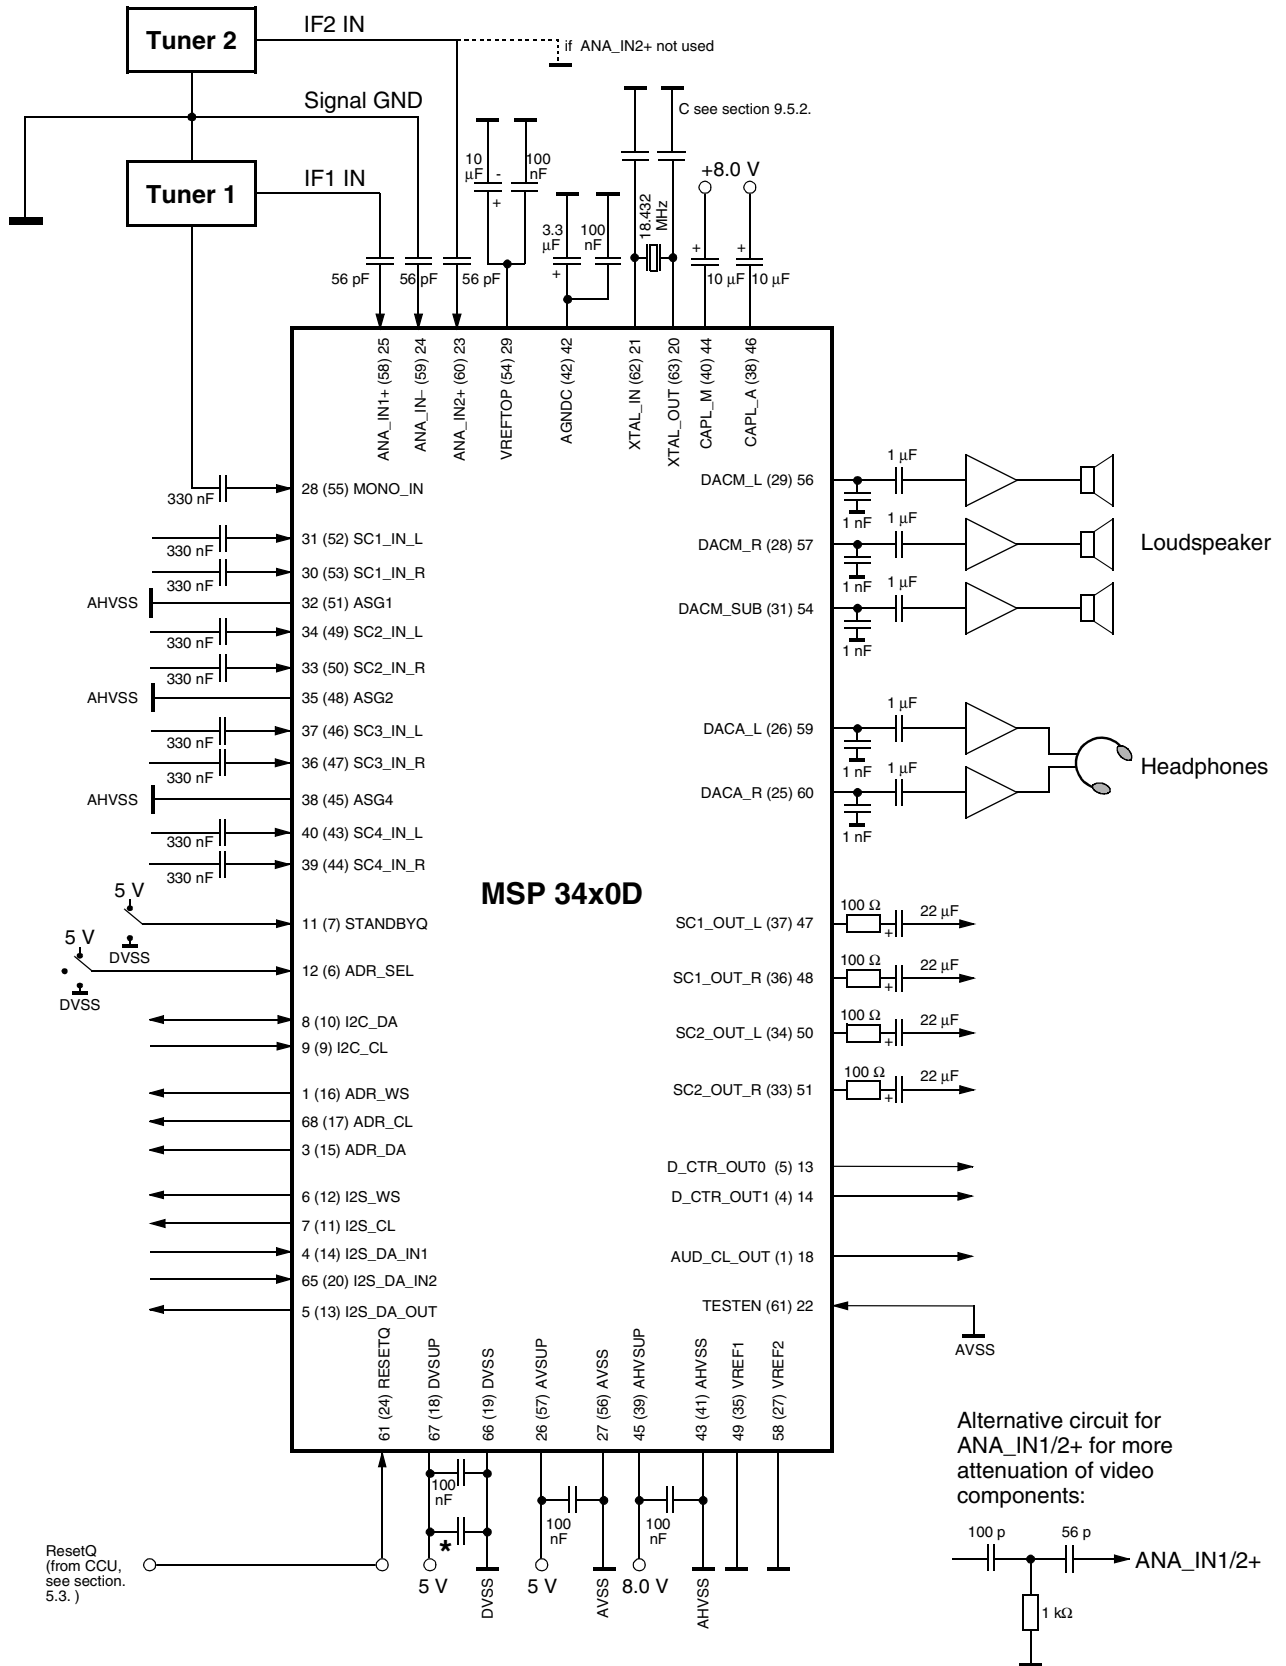 Tuner 2
IF2 IN
if ANA_IN2+ not used
Signal GND
C see section 9.5.2.
Tuner 1
IF1 IN
10
µF
-
+
100
nF
3.3
µF
+
100
nF
18.432
MHz
+8.0 V
+
10 µF
+
10 µF
56 pF
56 pF
56 pF
ANA_IN1+ (58) 25
ANA_IN− (59) 24
ANA_IN2+ (60) 23
VREFTOP (54) 29
AGNDC (42) 42
XTAL_IN (62) 21
XTAL_OUT (63) 20
CAPL_M (40) 44
CAPL_A (38) 46
330 nF
28 (55) MONO_IN
330 nF
31 (52) SC1_IN_L
330 nF
30 (53) SC1_IN_R
AHVSS
32 (51) ASG1
330 nF
34 (49) SC2_IN_L
330 nF
33 (50) SC2_IN_R
AHVSS
35 (48) ASG2
330 nF
37 (46) SC3_IN_L
330 nF
36 (47) SC3_IN_R
AHVSS
38 (45) ASG4
330 nF
40 (43) SC4_IN_L
330 nF
39 (44) SC4_IN_R
5 V
DVSS
11 (7) STANDBYQ
5 V
DVSS
12 (6) ADR_SEL
8 (10) I2C_DA
9 (9) I2C_CL
1 (16) ADR_WS
68 (17) ADR_CL
3 (15) ADR_DA
6 (12) I2S_WS
7 (11) I2S_CL
4 (14) I2S_DA_IN1
65 (20) I2S_DA_IN2
5 (13) I2S_DA_OUT
MSP 34x0D
DACM_L (29) 56
1 µF
1 nF
DACM_R (28) 57
1 µF
1 nF
DACM_SUB (31) 54
1 µF
1 nF
Loudspeaker
DACA_L (26) 59
1 µF
1 nF
DACA_R (25) 60
1 µF
1 nF
Headphones
SC1_OUT_L (37) 47
100 Ω
+
22 µF
SC1_OUT_R (36) 48
100 Ω
+
22 µF
SC2_OUT_L (34) 50
100 Ω
+
22 µF
SC2_OUT_R (33) 51
100 Ω
+
22 µF
D_CTR_OUT0 (5) 13
D_CTR_OUT1 (4) 14
AUD_CL_OUT (1) 18
TESTEN (61) 22
AVSS
61 (24) RESETQ
67 (18) DVSUP
66 (19) DVSS
26 (57) AVSUP
27 (56) AVSS
45 (39) AHVSUP
43 (41) AHVSS
49 (35) VREF1
58 (27) VREF2
100
nF
*
100
nF
100
nF
5 V
DVSS
5 V
AVSS
8.0 V
AHVSS
ResetQ
(from CCU,
see section.
5.3. )
Alternative circuit for
ANA_IN1/2+ for more
attenuation of video
components:
100 p
56 p
ANA_IN1/2+
1 kΩ